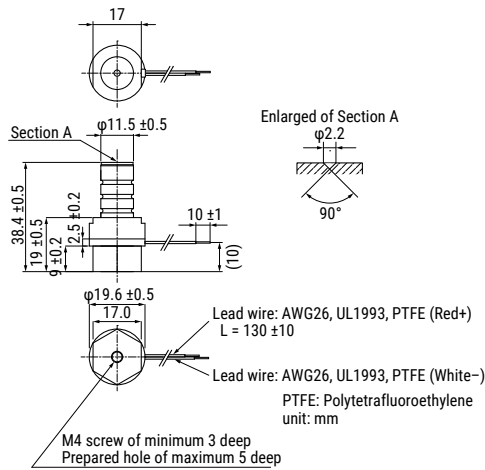 17
φ11.5 ±0.5
Section A
Enlarged of Section A
φ2.2
90°
38.4 ±0.5
19 ±0.5
9 ±0.2
2.5 ±0.2
10 ±1
(10)
φ19.6 ±0.5
17.0
Lead wire: AWG26, UL1993, PTFE (Red+)
L = 130 ±10
Lead wire: AWG26, UL1993, PTFE (White−)
PTFE: Polytetrafluoroethylene
unit: mm
M4 screw of minimum 3 deep
Prepared hole of maximum 5 deep